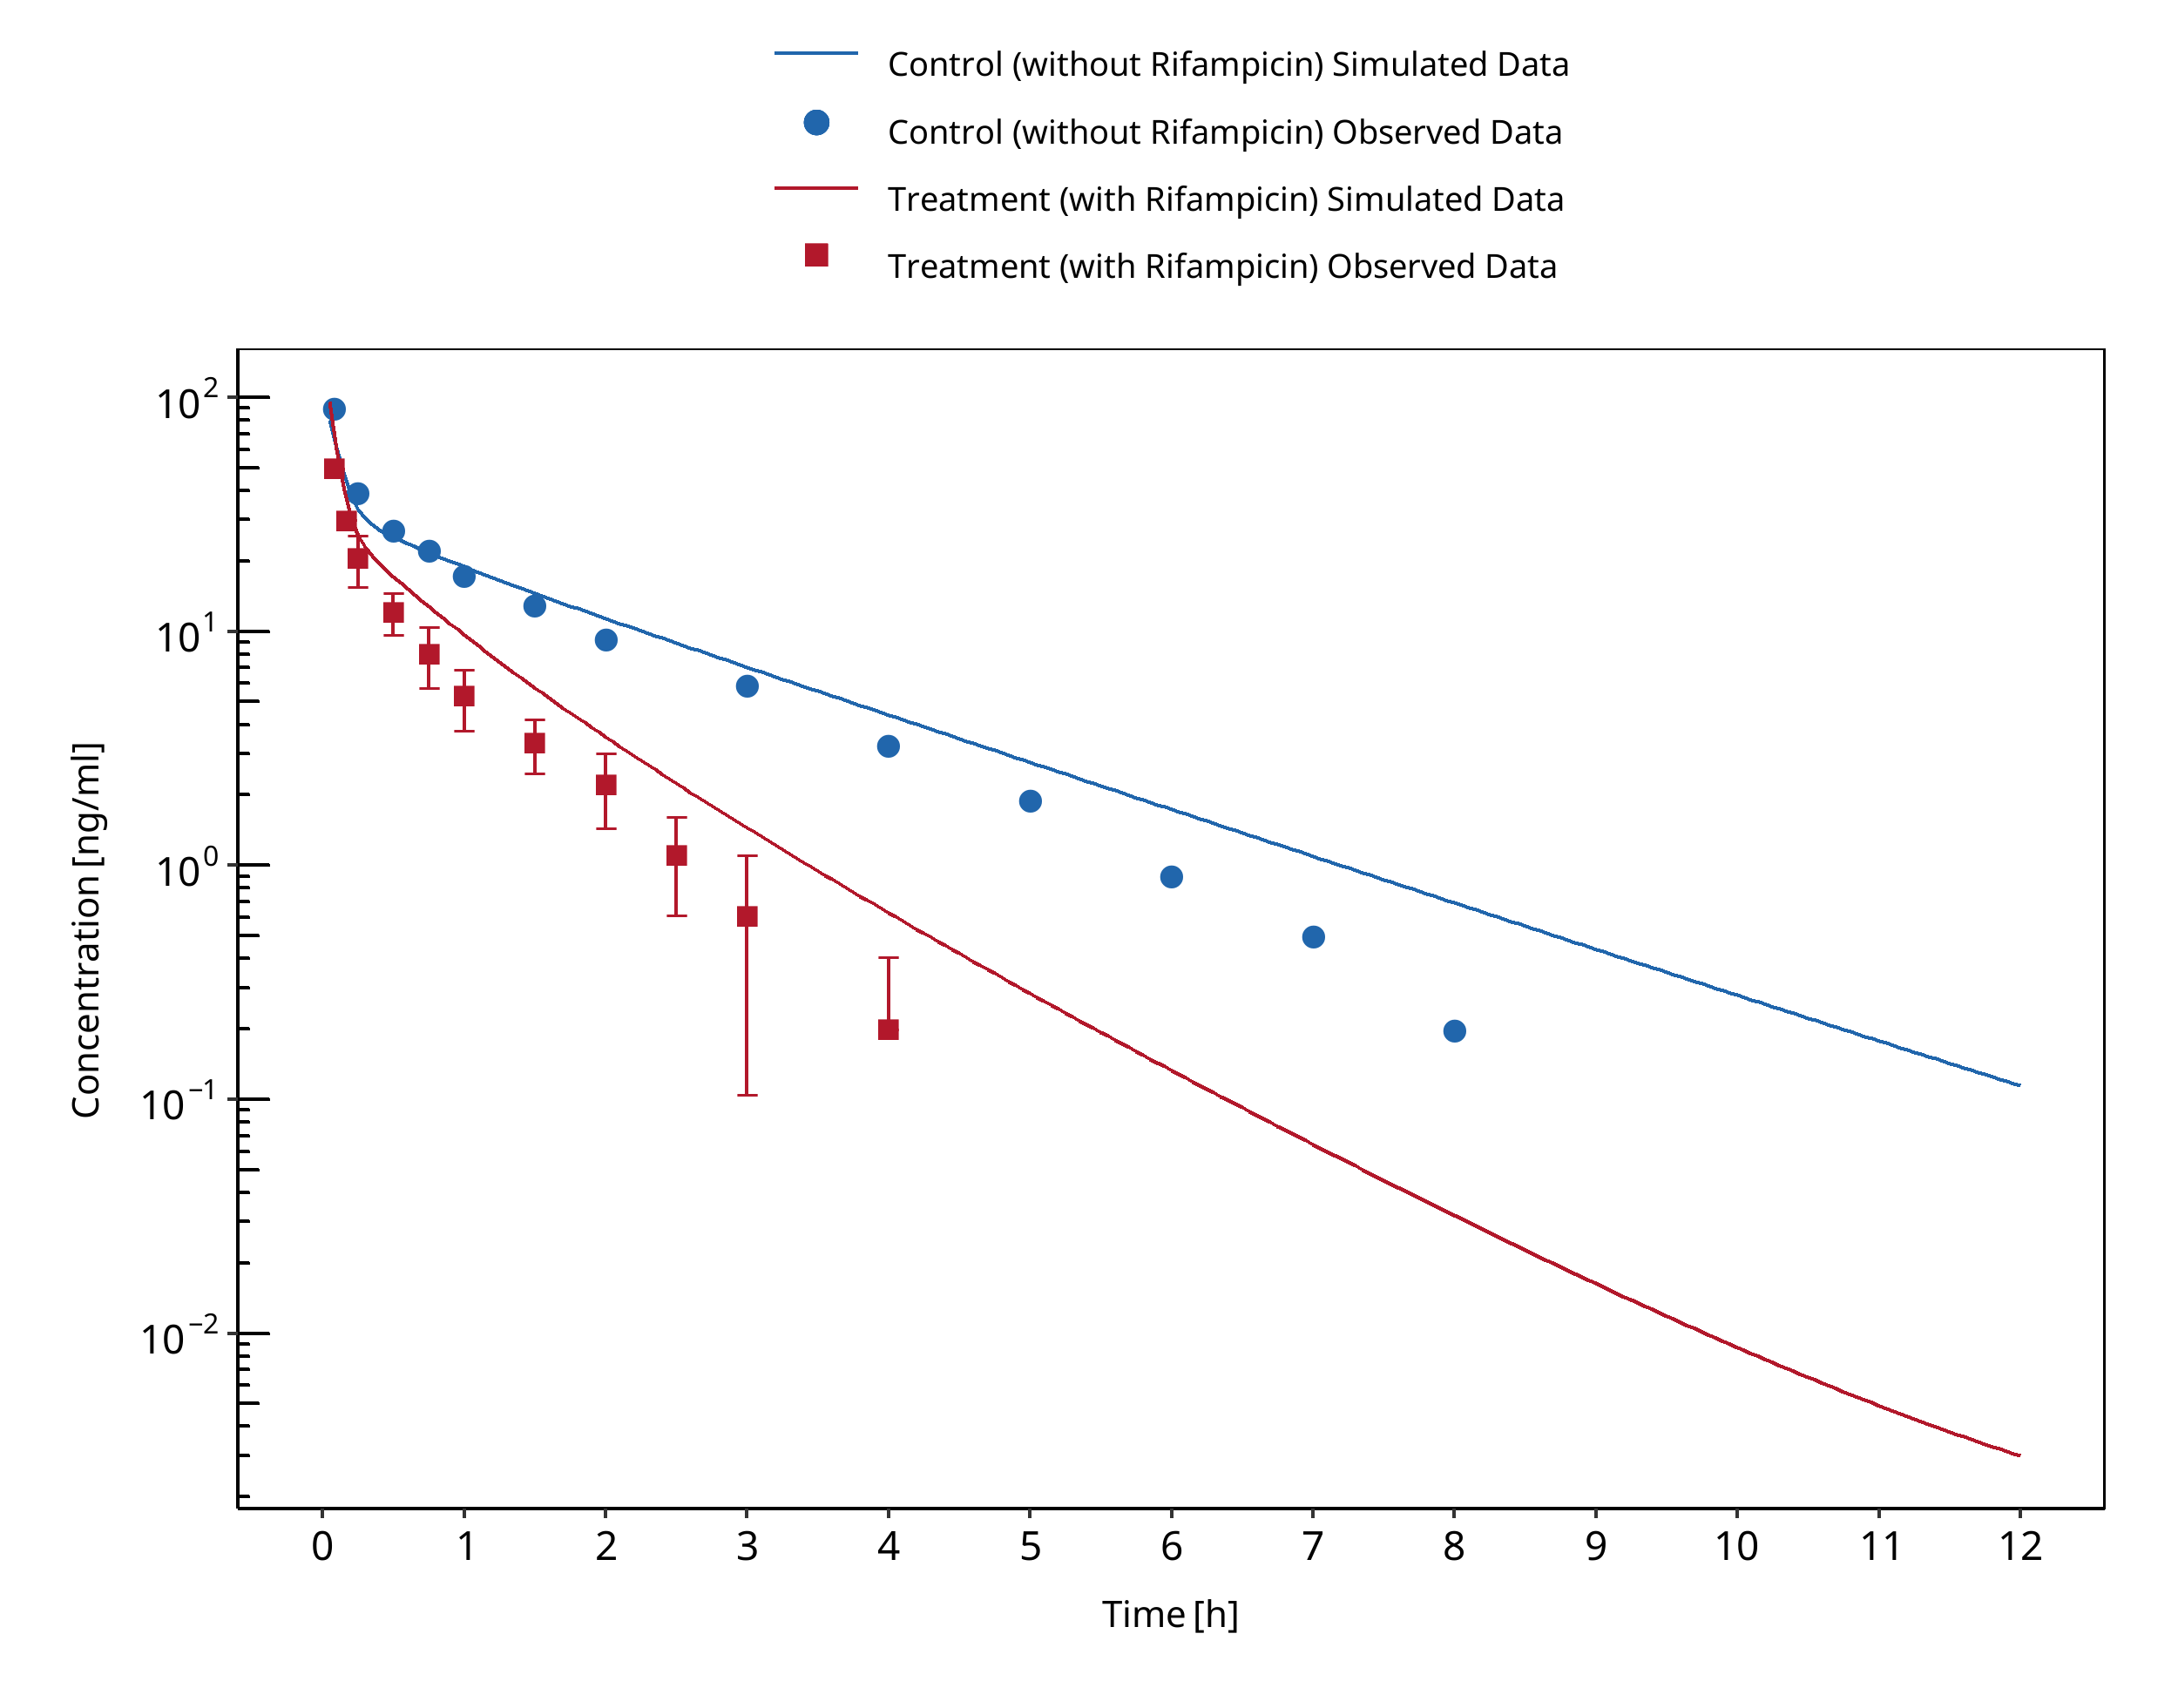 Control (without Rifampicin) Simulated Data
Control (without Rifampicin) Observed Data
Treatment (with Rifampicin) Simulated Data
Treatment (with Rifampicin) Observed Data
10²
10¹
10⁰
10⁻¹
10⁻²
Concentration [ng/ml]
0 1 2 3 4 5 6 7 8 9 10 11 12
Time [h]